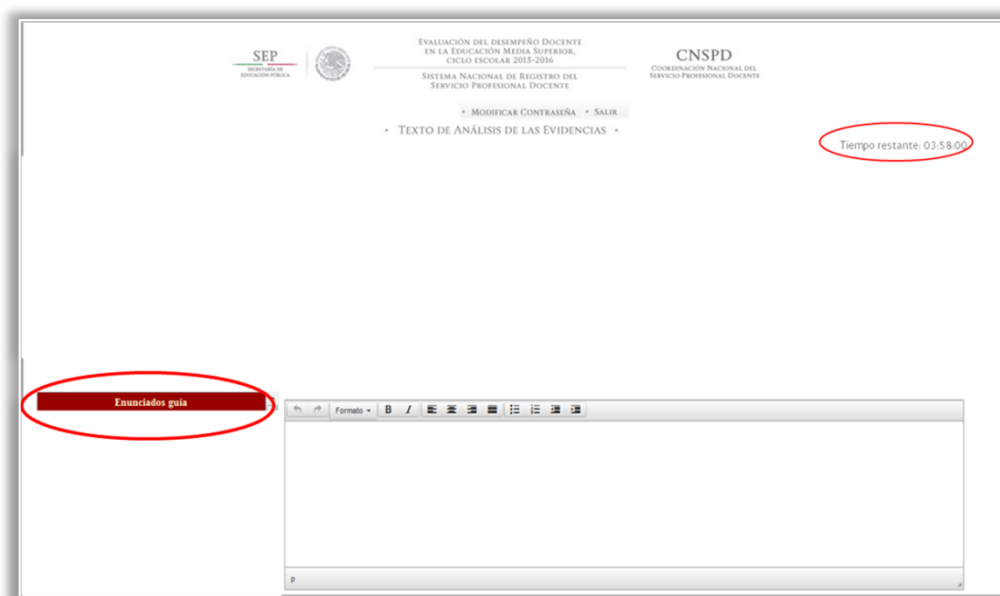 SEP
SECRETARÍA DE
EDUCACIÓN PÚBLICA
EVALUACIÓN DEL DESEMPEÑO DOCENTE
EN LA EDUCACIÓN MEDIA SUPERIOR,
CICLO ESCOLAR 2015-2016
SISTEMA NACIONAL DE REGISTRO DEL
SERVICIO PROFESIONAL DOCENTE
CNSPD
COORDINACIÓN NACIONAL DEL
SERVICIO PROFESIONAL DOCENTE
• MODIFICAR CONTRASEÑA • SALIR
• TEXTO DE ANÁLISIS DE LAS EVIDENCIAS •
Tiempo restante: 03:58:00
Enunciados guía
Formato B I
p